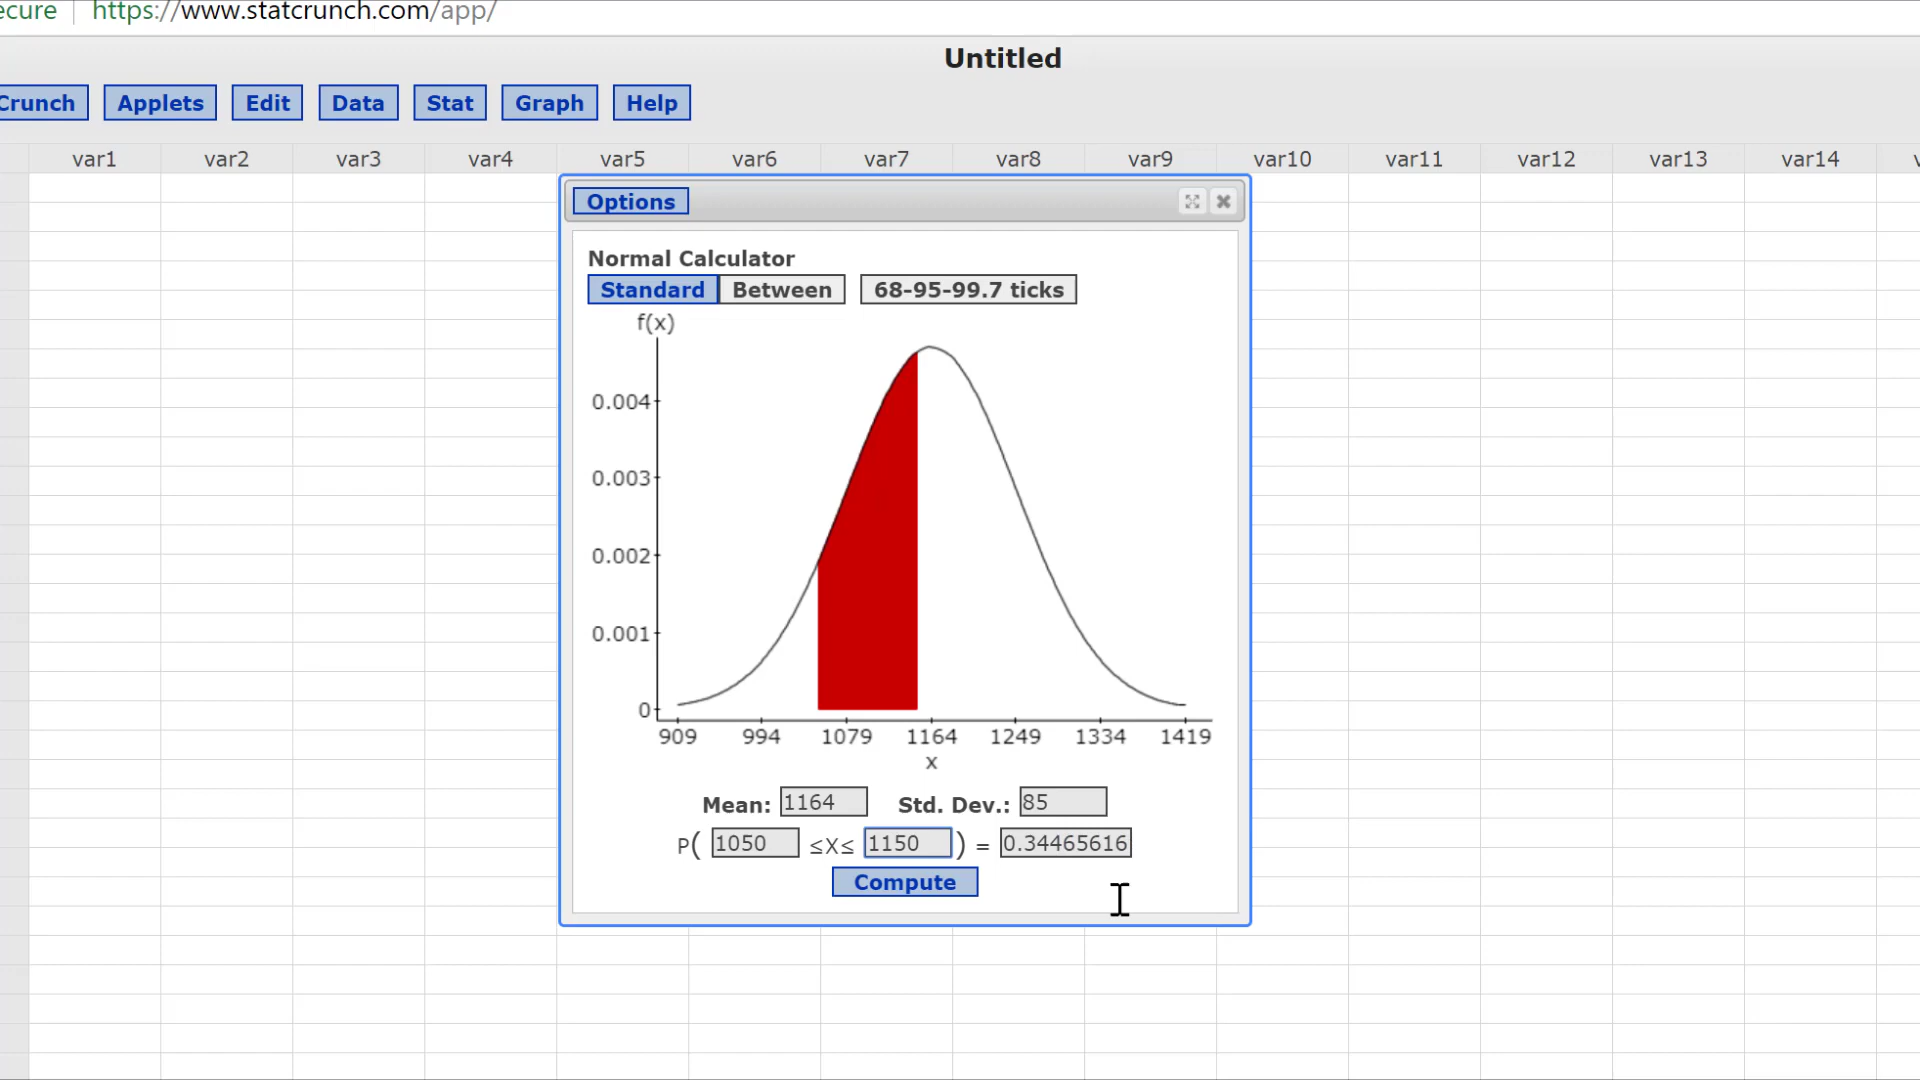 ecure | https://www.statcrunch.com/app/
Untitled
Crunch Applets Edit Data Stat Graph Help
var1 var2 var3 var4 var5 var6 var7 var8 var9 var10 var11 var12 var13 var14 v
Options
Normal Calculator
Standard Between 68-95-99.7 ticks
f(x)
0.004
0.003
0.002
0.001
0
909 994 1079 1164 1249 1334 1419
x
Mean: 1164 Std. Dev.: 85
P( 1050 ≤X≤ 1150 ) = 0.34465616
Compute